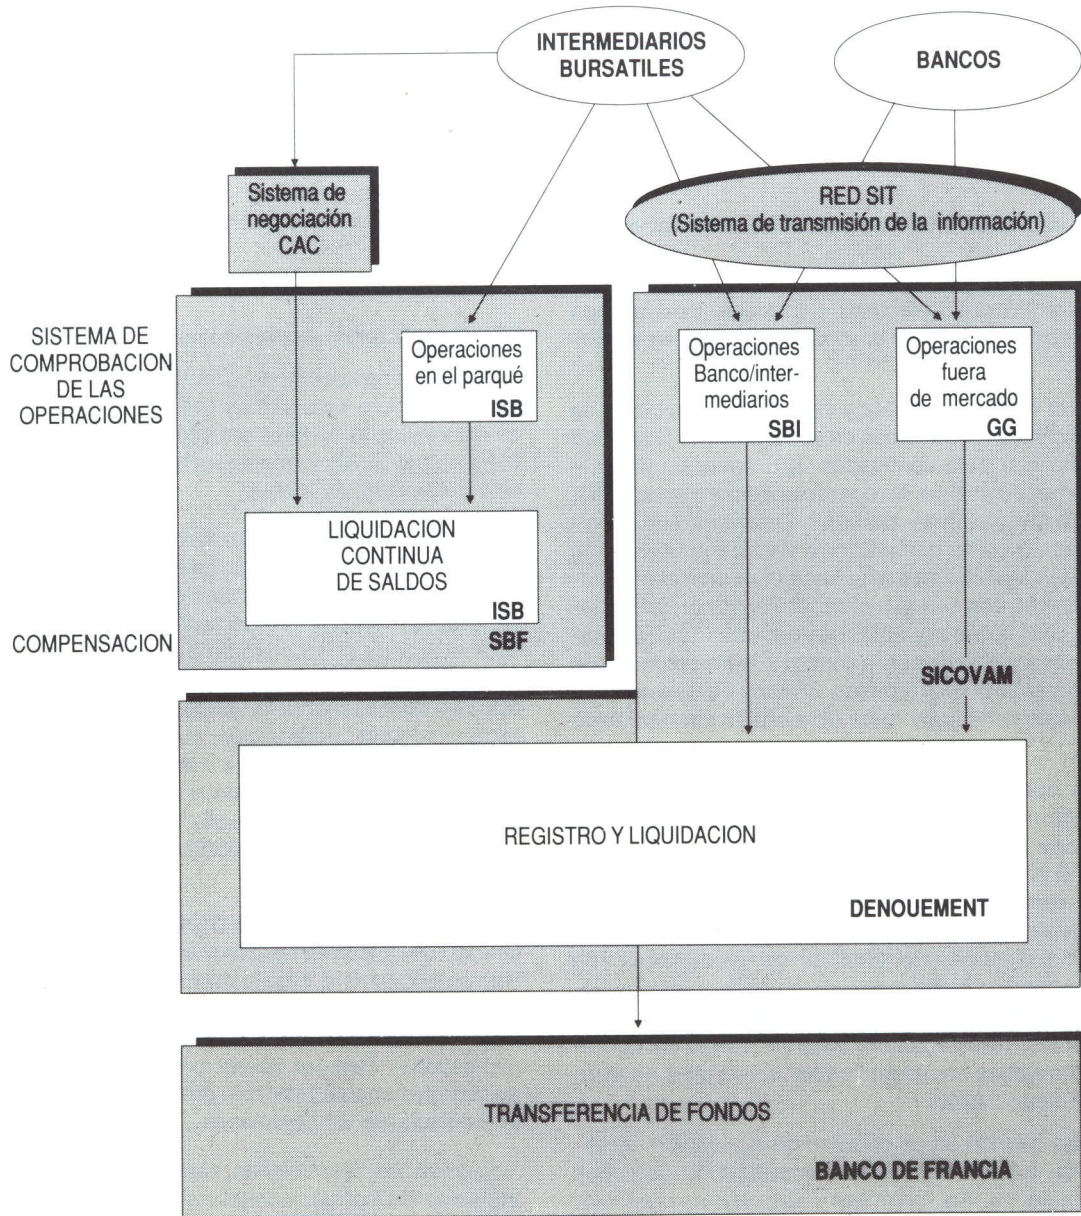 INTERMEDIARIOS
BURSATILES
BANCOS
Sistema de
negociación
CAC
RED SIT
(Sistema de transmisión de la información)
SISTEMA DE
COMPROBACION
DE LAS
OPERACIONES
Operaciones
en el parqué
ISB
Operaciones
Banco/inter-
mediarios
SBI
Operaciones
fuera
de mercado
GG
LIQUIDACION
CONTINUA
DE SALDOS
ISB
COMPENSACION
SBF
SICOVAM
REGISTRO Y LIQUIDACION
DENOUEMENT
TRANSFERENCIA DE FONDOS
BANCO DE FRANCIA